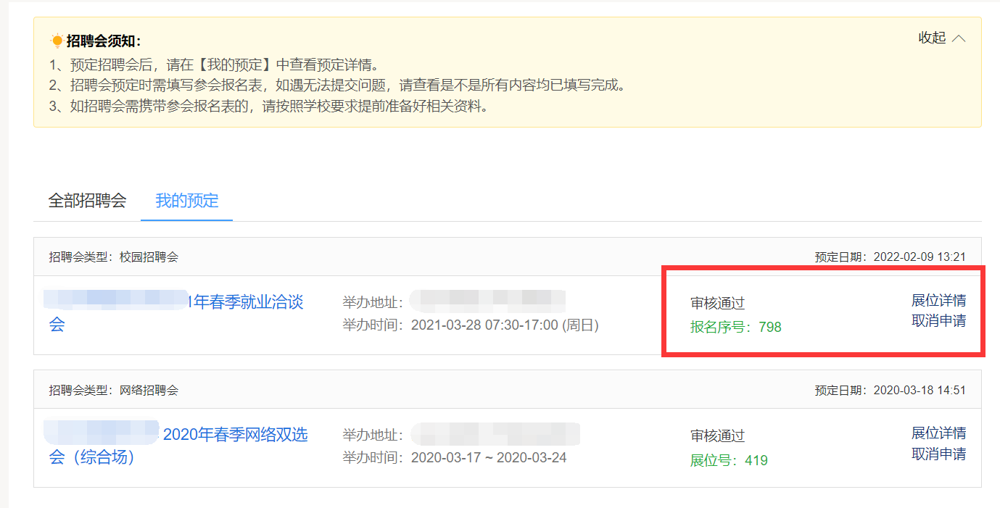 招聘会须知：
收起
1、预定招聘会后，请在【我的预定】中查看预定详情。
2、招聘会预定时需填写参会报名表，如遇无法提交问题，请查看是不是所有内容均已填写完成。
3、如招聘会需携带参会报名表的，请按照学校要求提前准备好相关资料。
全部招聘会 我的预定
招聘会类型：校园招聘会 预定日期：2022-02-09 13:21
1年春季就业洽谈
会
举办地址：
举办时间：2021-03-28 07:30-17:00 (周日)
审核通过
报名序号：798
展位详情
取消申请
招聘会类型：网络招聘会 预定日期：2020-03-18 14:51
2020年春季网络双选
会（综合场）
举办地址：
举办时间：2020-03-17 ~ 2020-03-24
审核通过
展位号：419
展位详情
取消申请